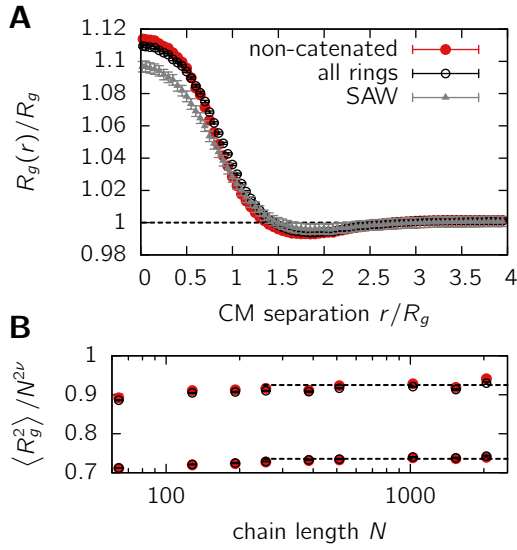 A
1.12
1.1
1.08
1.06
1.04
1.02
1
0.98
R_g(r)/R_g
non-catenated
all rings
SAW
0 0.5 1 1.5 2 2.5 3 3.5 4
CM separation r/R_g
B
1
0.9
0.8
0.7
⟨R_g^2⟩/N^{2ν}
100 1000
chain length N